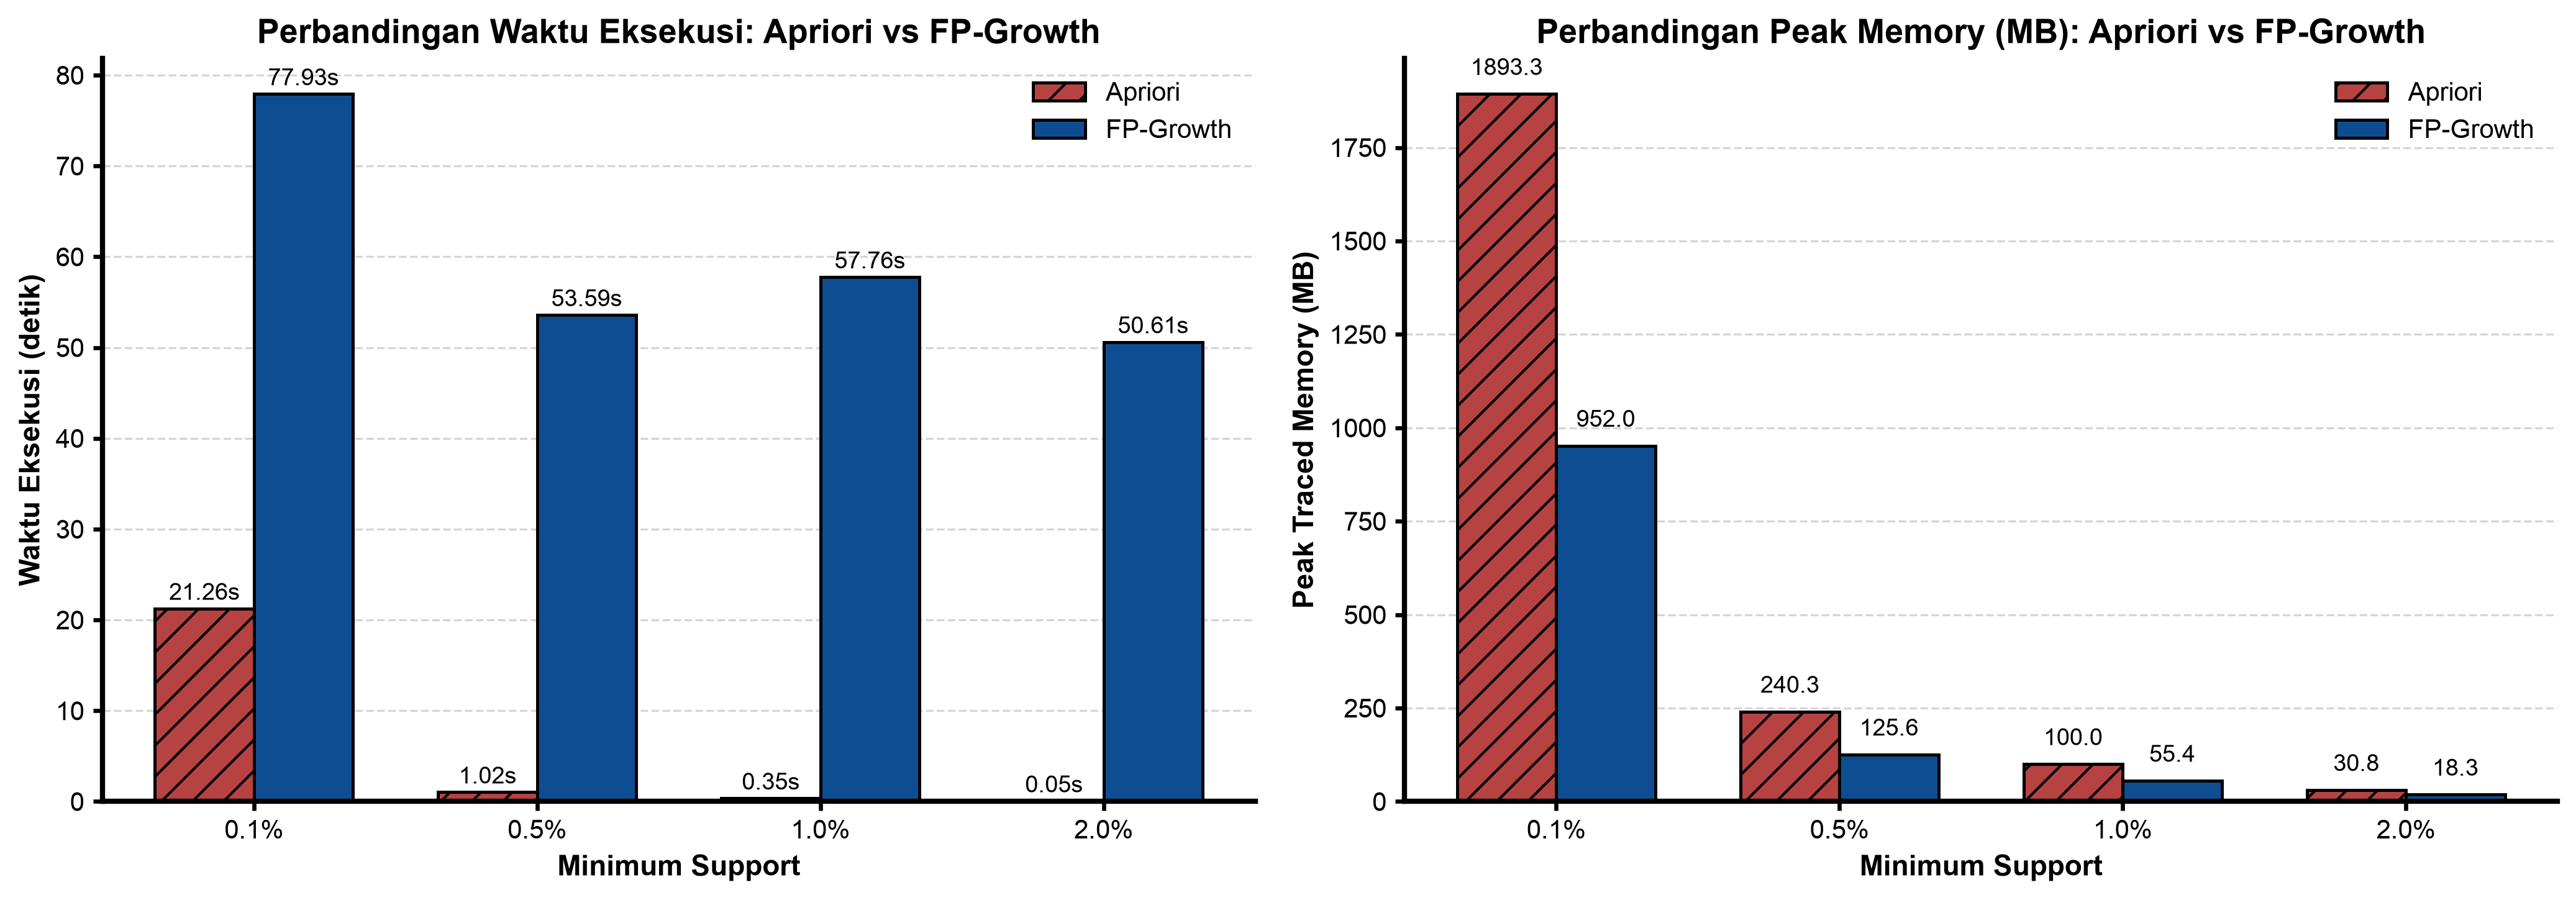 Perbandingan Waktu Eksekusi: Apriori vs FP-Growth
Waktu Eksekusi (detik)
80
70
60
50
40
30
20
10
0
77.93s
57.76s
53.59s
50.61s
21.26s
1.02s
0.35s
0.05s
Apriori
FP-Growth
0.1%
0.5%
1.0%
2.0%
Minimum Support
Perbandingan Peak Memory (MB): Apriori vs FP-Growth
Peak Traced Memory (MB)
1750
1500
1250
1000
750
500
250
0
1893.3
952.0
240.3
125.6
100.0
55.4
30.8
18.3
Apriori
FP-Growth
0.1%
0.5%
1.0%
2.0%
Minimum Support